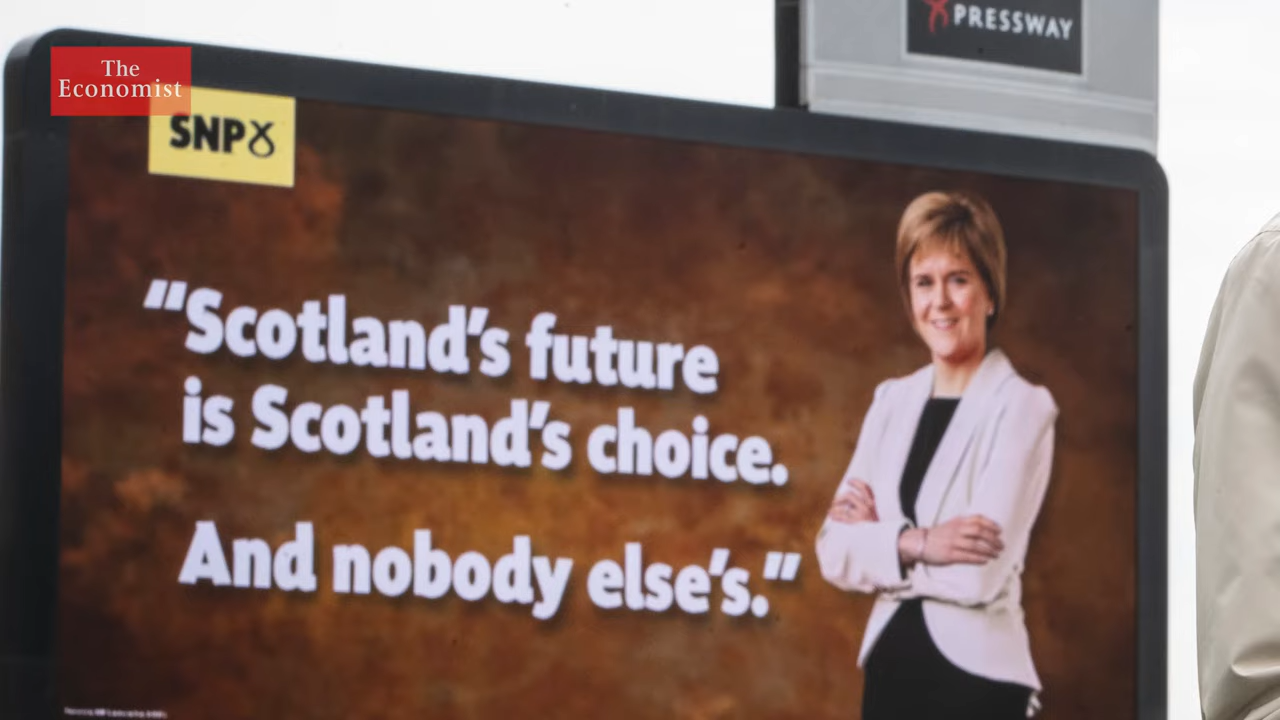 The
Economist
PRESSWAY
SNP
"Scotland's future
is Scotland's choice.
And nobody else's."